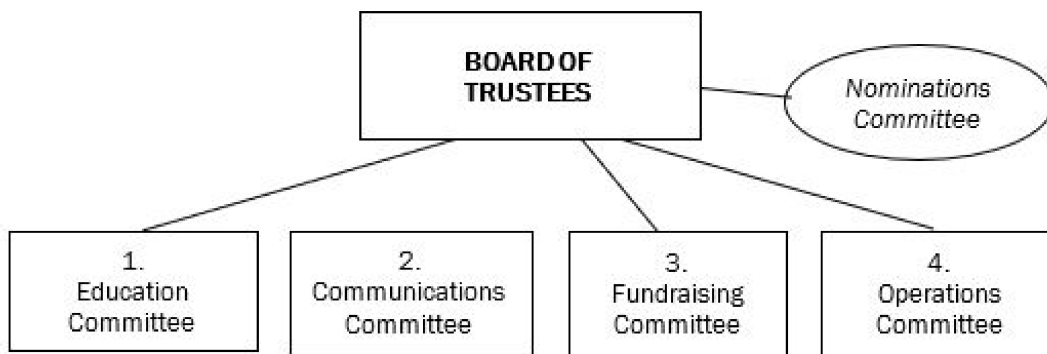 BOARD OF
TRUSTEES
Nominations
Committee
1.
Education
Committee
2.
Communications
Committee
3.
Fundraising
Committee
4.
Operations
Committee